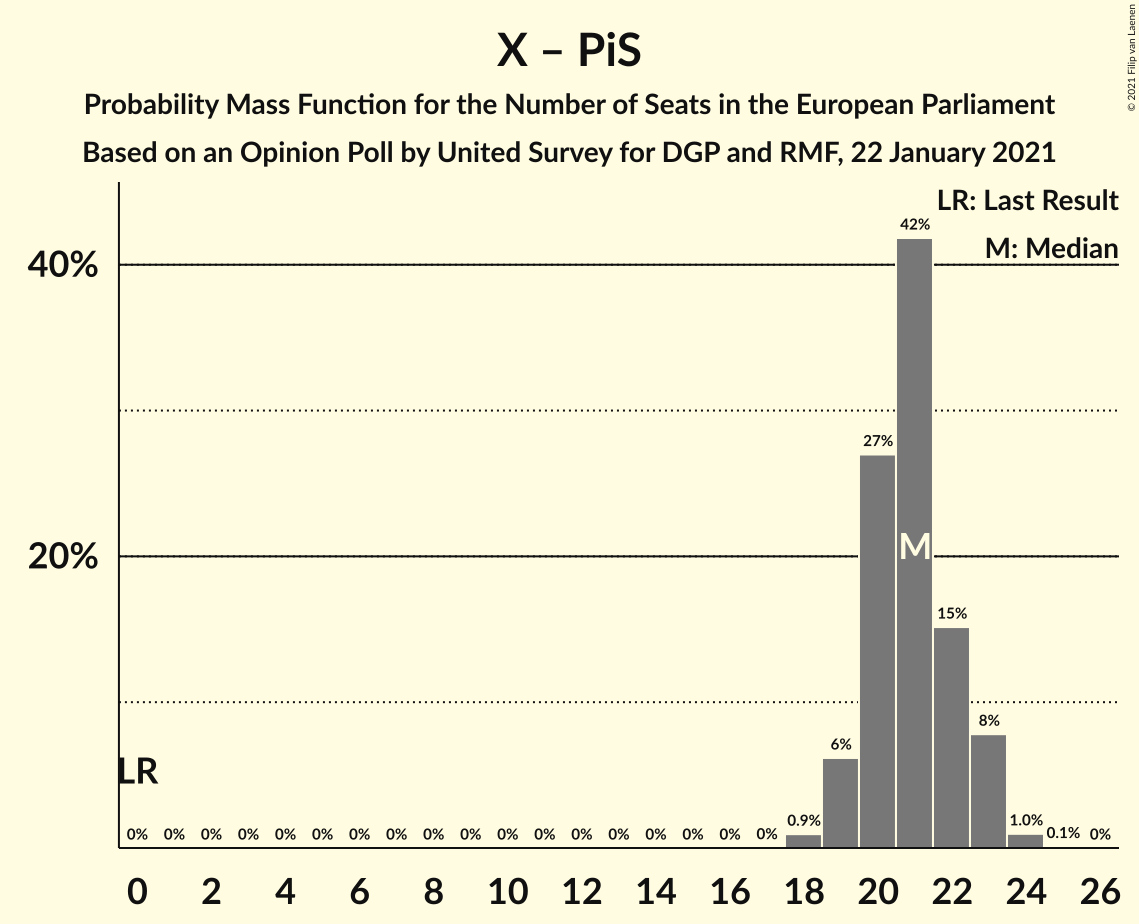 X – PiS
Probability Mass Function for the Number of Seats in the European Parliament
Based on an Opinion Poll by United Survey for DGP and RMF, 22 January 2021
© 2021 Filip van Laenen
LR: Last Result
M: Median
40%
20%
42%
27%
M
15%
8%
6%
LR
0% 0% 0% 0% 0% 0% 0% 0% 0% 0% 0% 0% 0% 0% 0% 0% 0% 0% 0.9% 1.0% 0.1% 0%
0 2 4 6 8 10 12 14 16 18 20 22 24 26